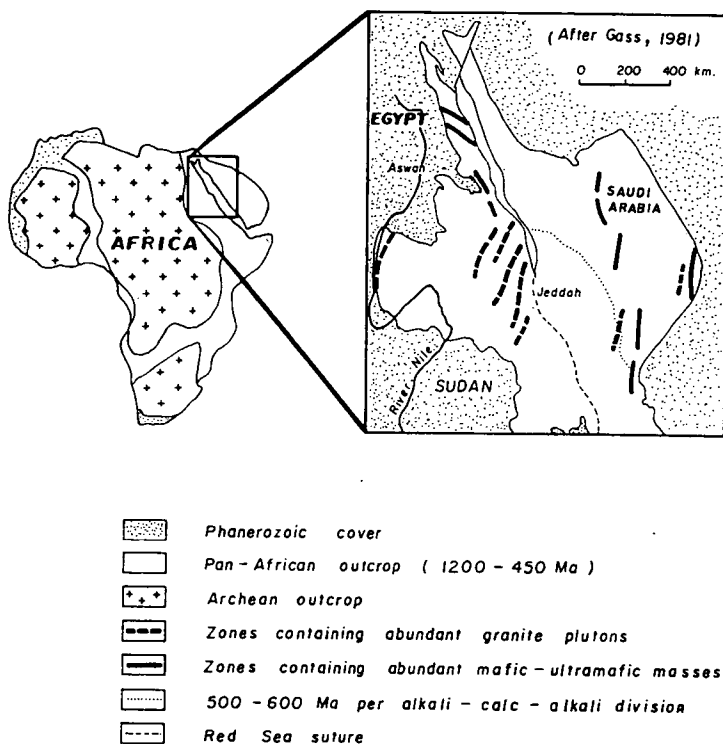 (After Gass, 1981)
0 200 400 km.
EGYPT
Aswan
SAUDI
ARABIA
AFRICA
Jeddah
River Nile
SUDAN
Phanerozoic cover
Pan-African outcrop (1200-450 Ma)
Archean outcrop
Zones containing abundant granite plutons
Zones containing abundant mafic-ultramafic masses
500-600 Ma per alkali-calc-alkali division
Red Sea suture